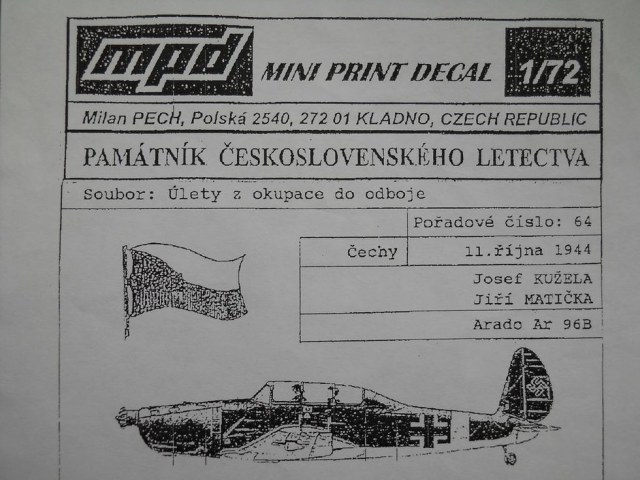 mpd MINI PRINT DECAL 1/72
Milan PECH, Polská 2540, 272 01 KLADNO, CZECH REPUBLIC
PAMÁTNÍK ČESKOSLOVENSKÉHO LETECTVA
Soubor: Úlety z okupace do odboje
Pořadové číslo: 64
Čechy 11.října 1944
Josef KUŽELA
Jiří MATIČKA
Arado Ar 96B